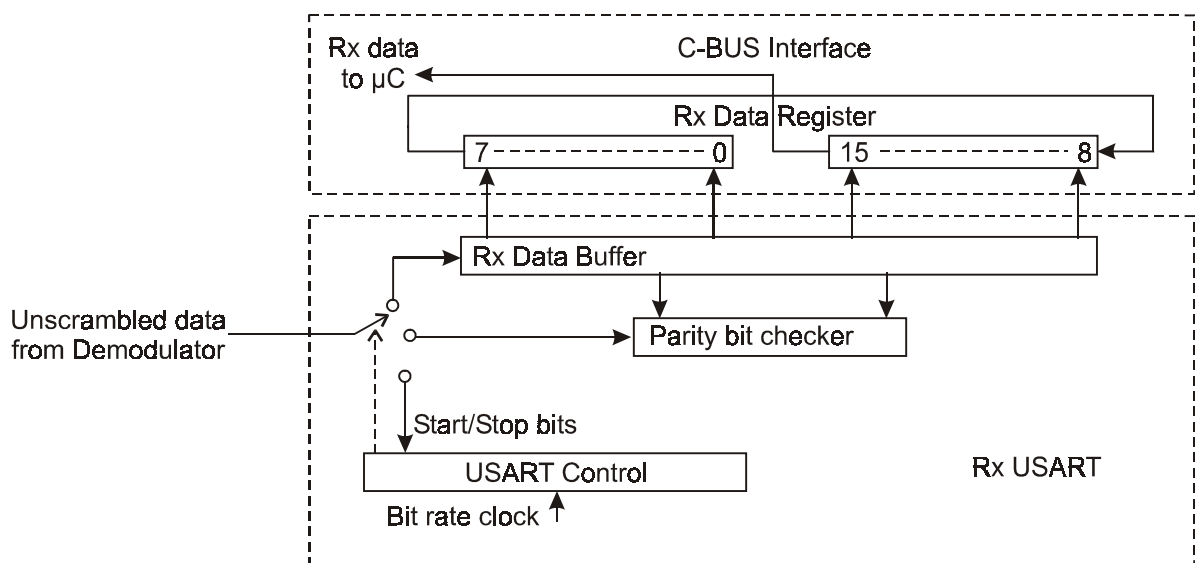 Rx data
to µC
C-BUS Interface
Rx Data Register
7 0
15 8
Rx Data Buffer
Unscrambled data
from Demodulator
Parity bit checker
Start/Stop bits
USART Control
Rx USART
Bit rate clock